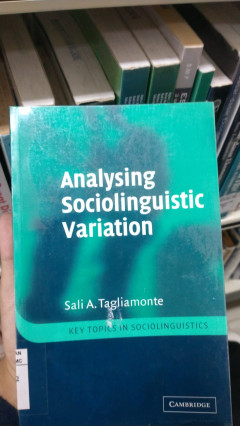 Analysing
Sociolinguistic
Variation
Sali A. Tagliamonte
KEY TOPICS IN SOCIOLINGUISTICS
CAMBRIDGE